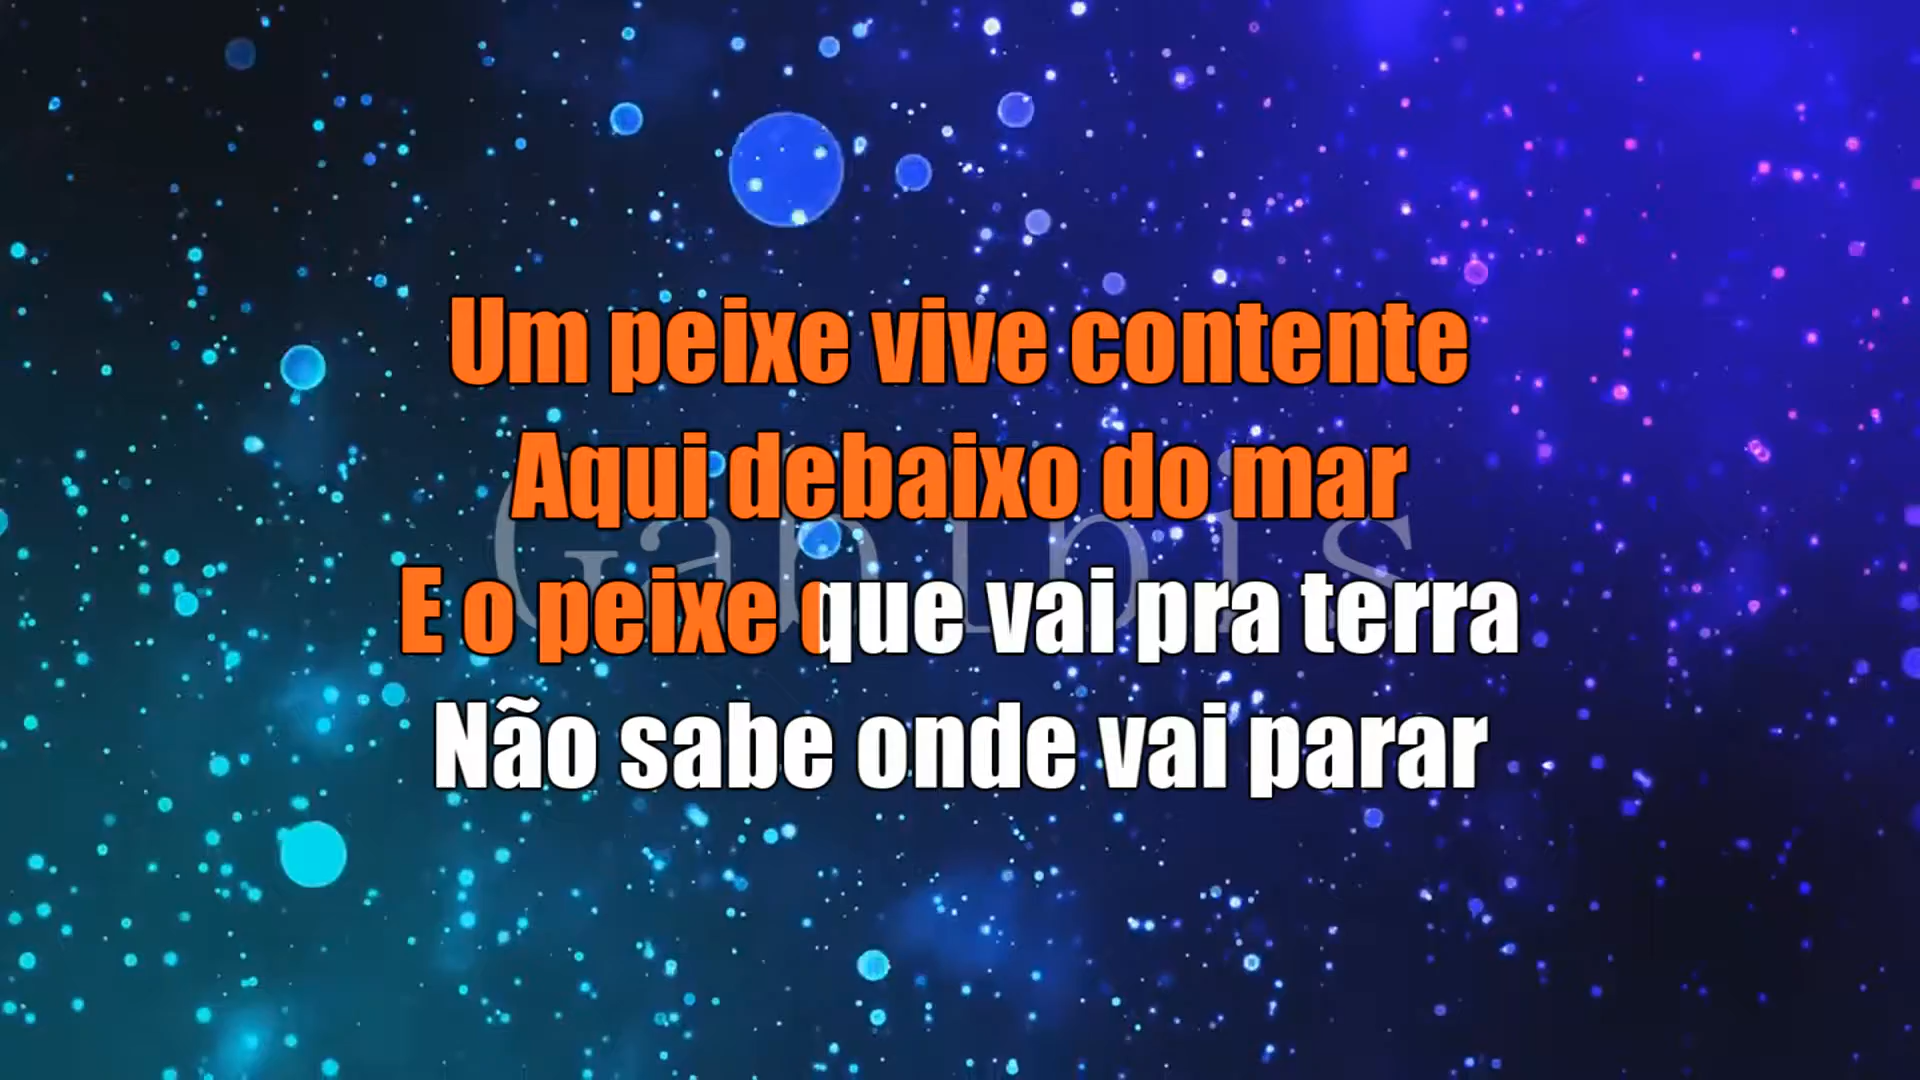 Um peixe vive contente
Aqui debaixo do mar
E o peixe que vai pra terra
Não sabe onde vai parar